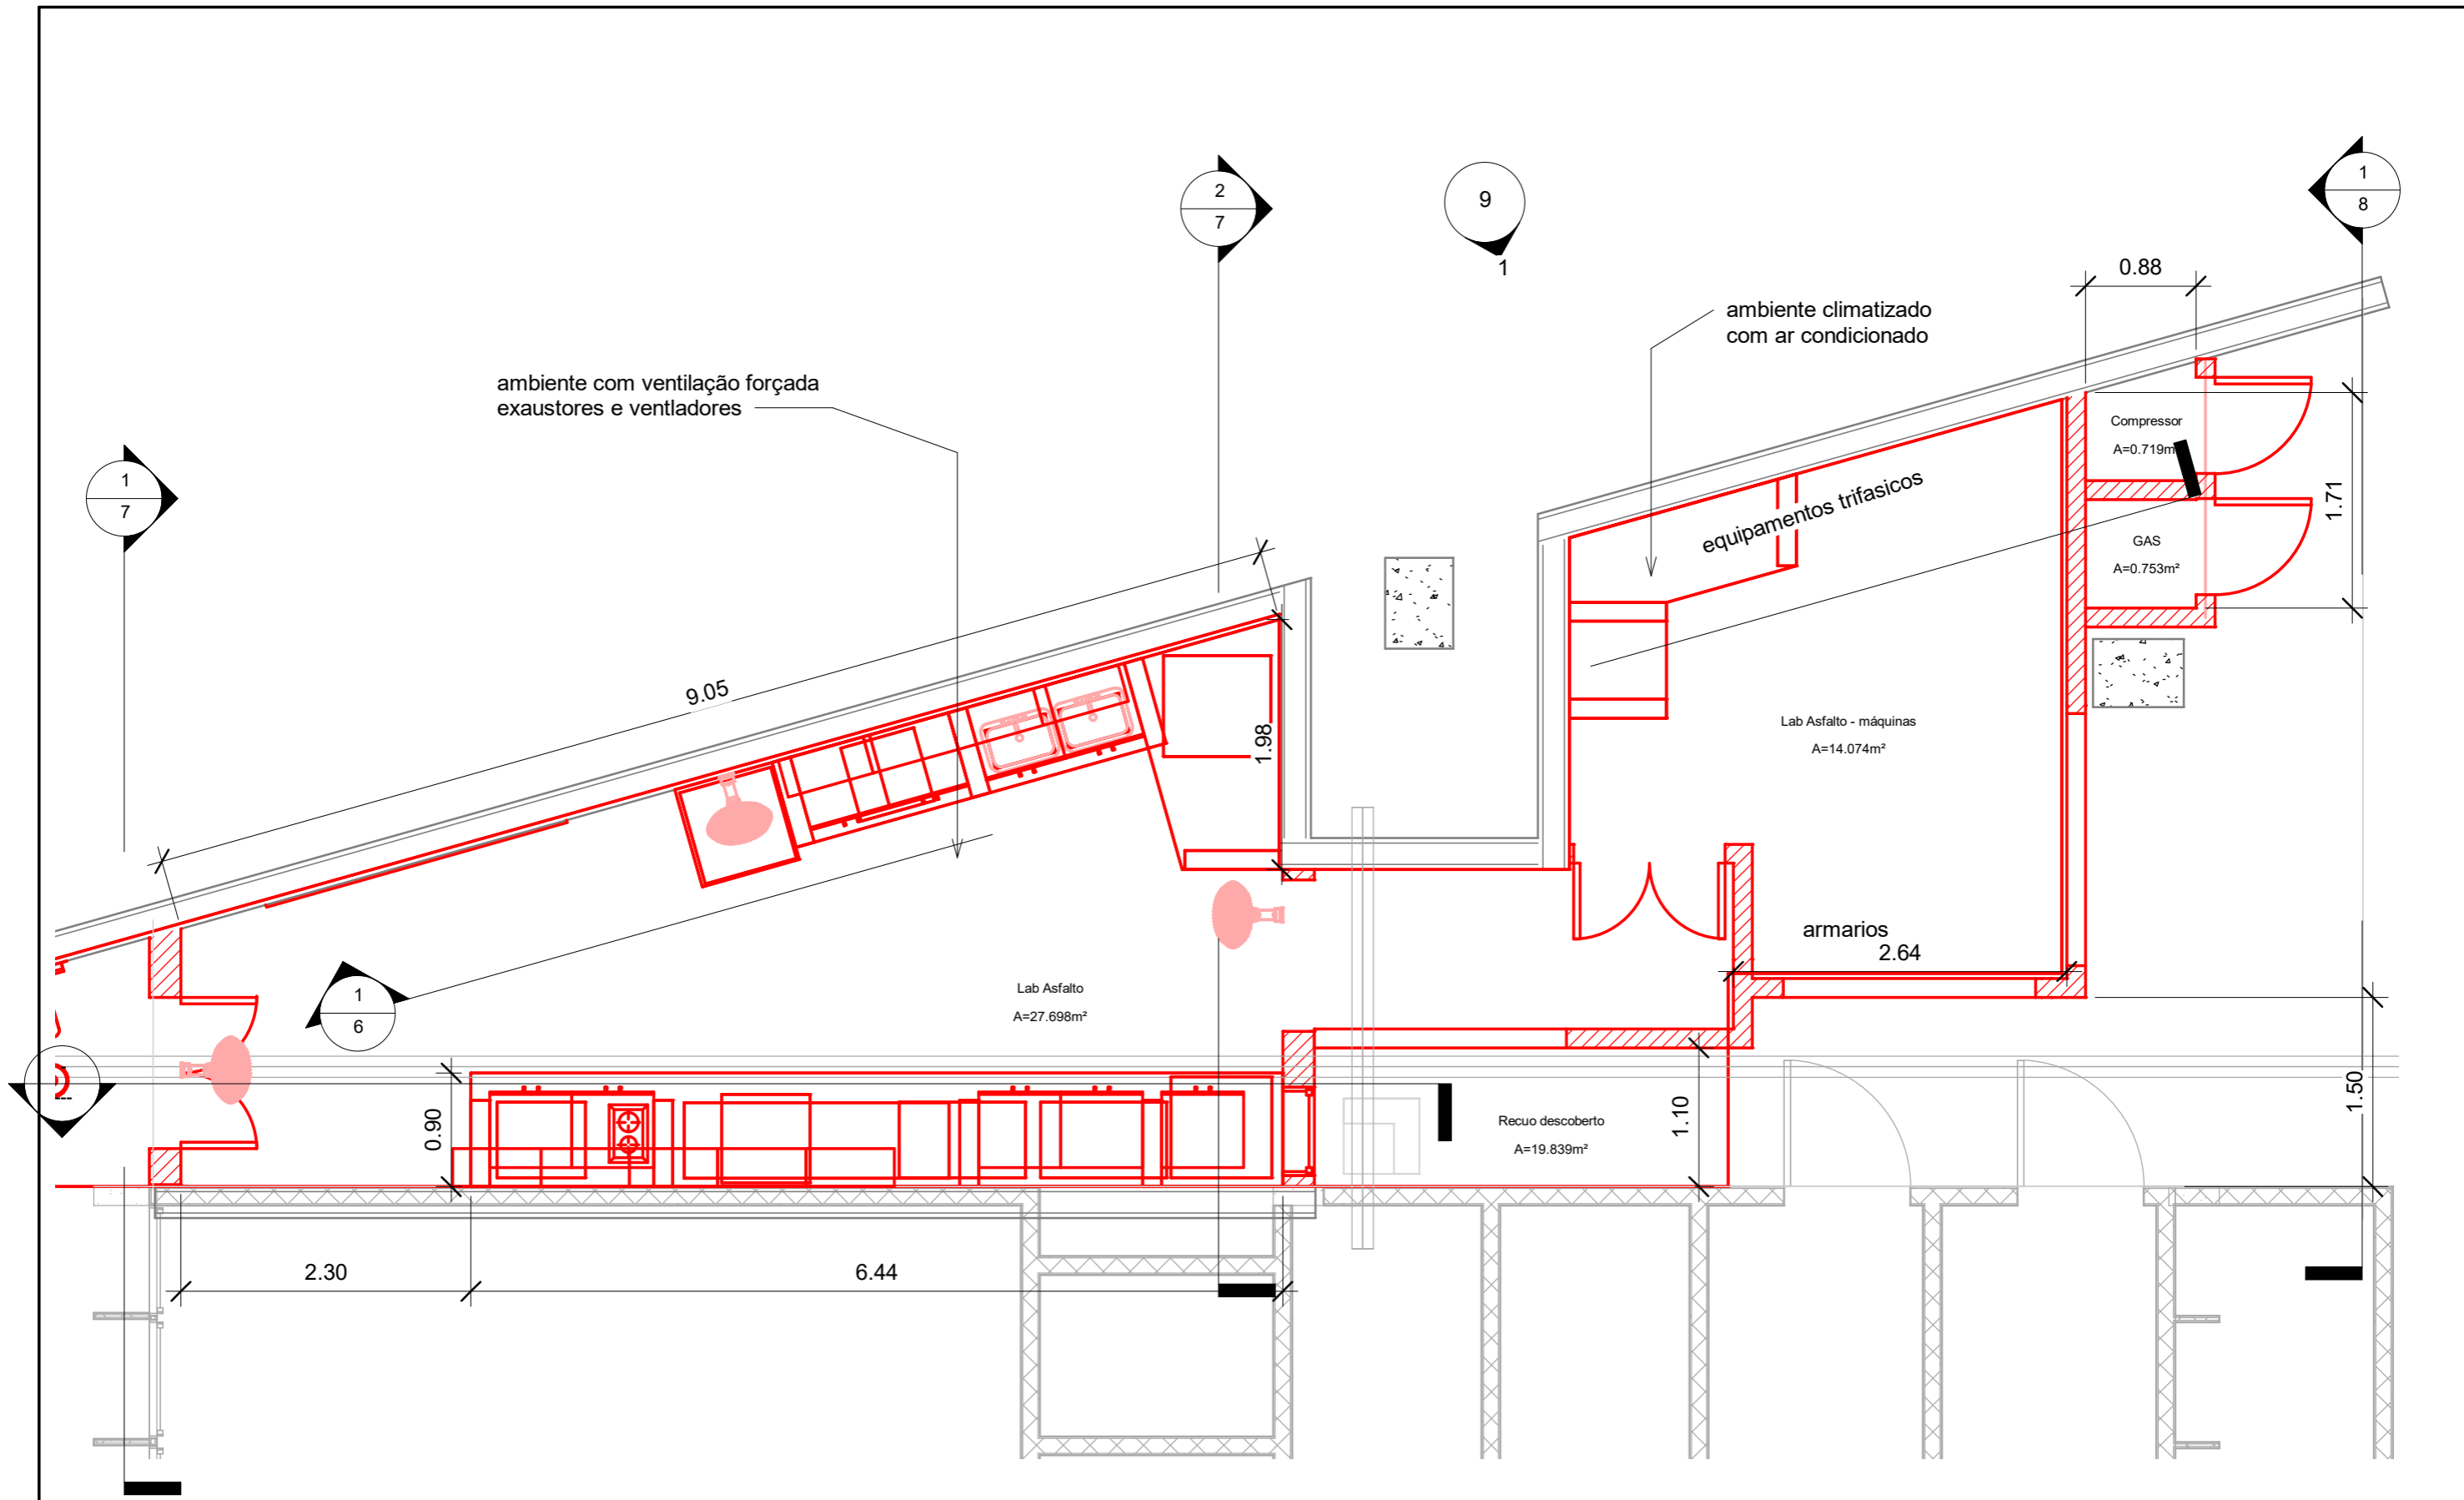 2
7
9
1
1
8
0.88
ambiente climatizado
com ar condicionado
ambiente com ventilação forçada
exaustores e ventladores
Compressor
A=0.719m
1
7
equipamentos trifasicos
1.71
GAS
A=0.753m²
9.05
1.98
Lab Asfalto - máquinas
A=14.074m²
armarios
2.64
1
6
Lab Asfalto
A=27.698m²
---
0.90
Recuo descoberto
A=19.839m²
1.10
1.50
2.30
6.44